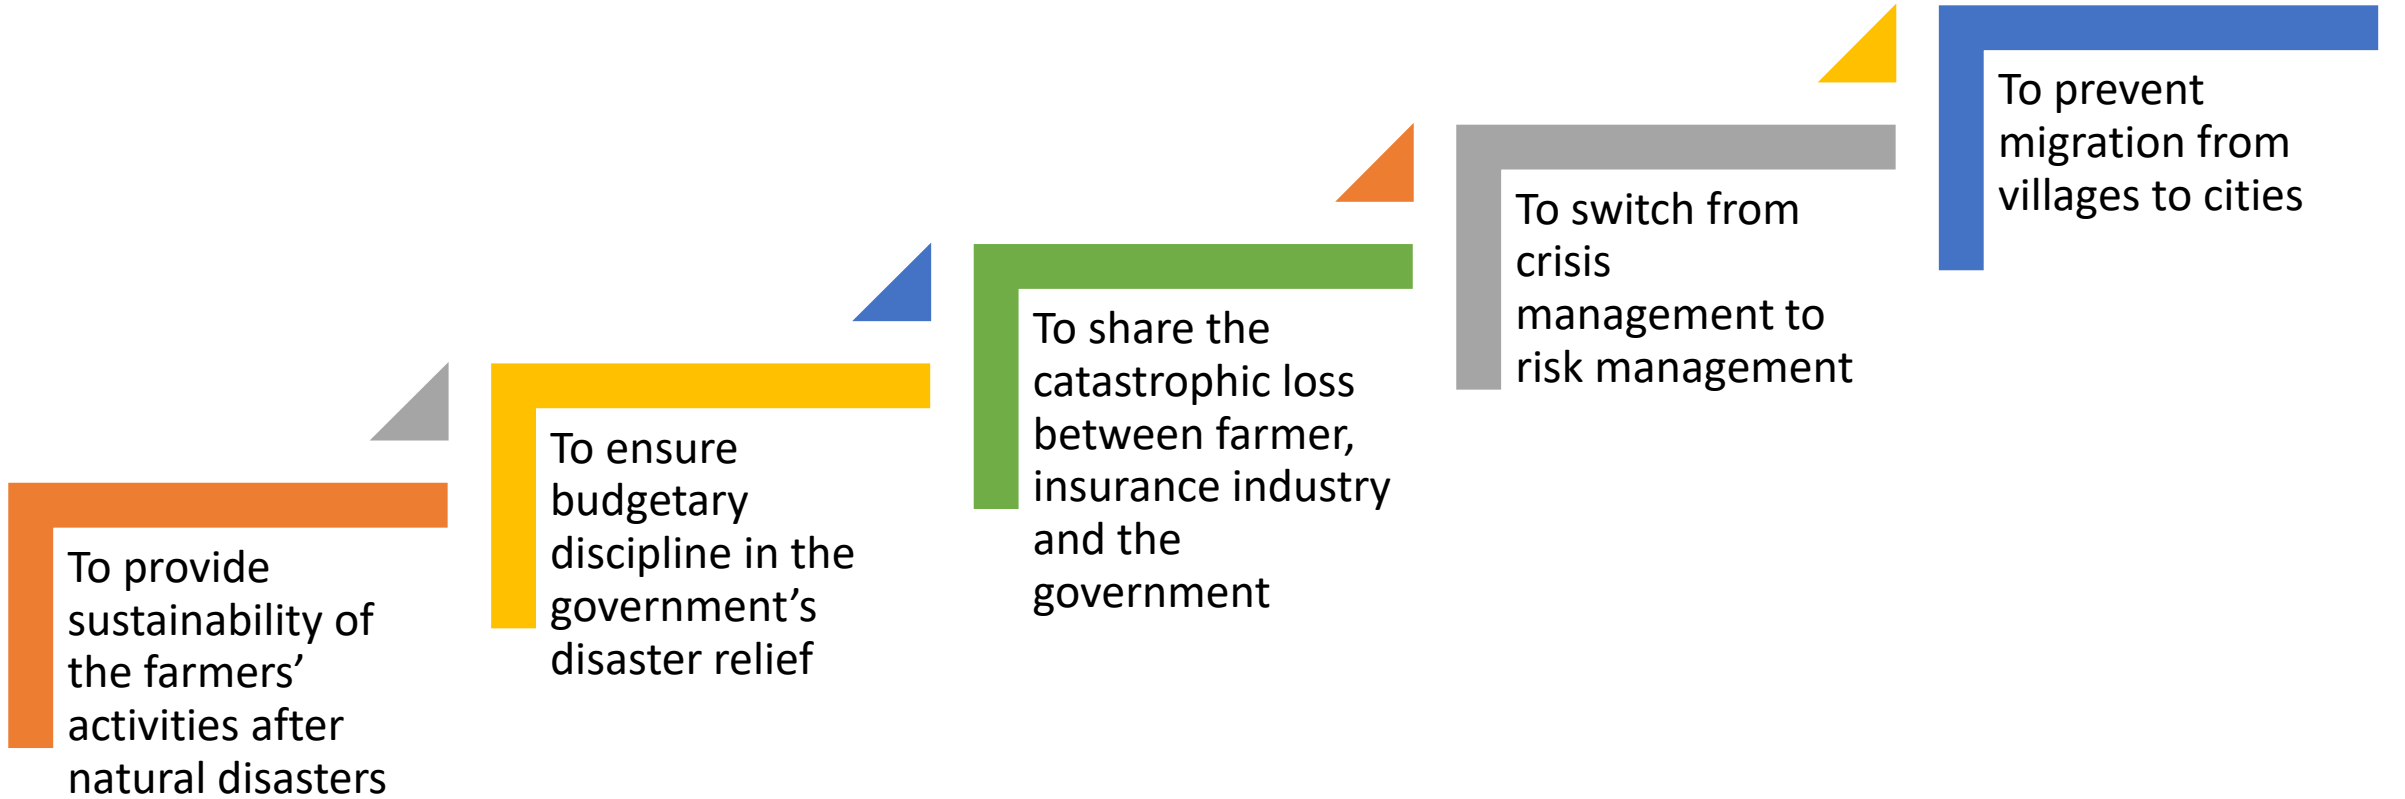 To provide
sustainability of
the farmers’
activities after
natural disasters
To ensure
budgetary
discipline in the
government’s
disaster relief
To share the
catastrophic loss
between farmer,
insurance industry
and the
government
To switch from
crisis
management to
risk management
To prevent
migration from
villages to cities